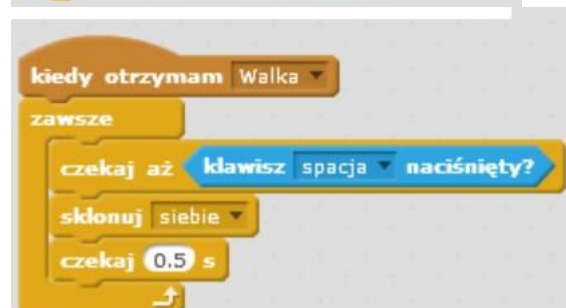 kiedy otrzymam Walka
zawsze
czekaj aż klawisz spacja naciśnięty?
sklonuj siebie
czekaj 0.5 s